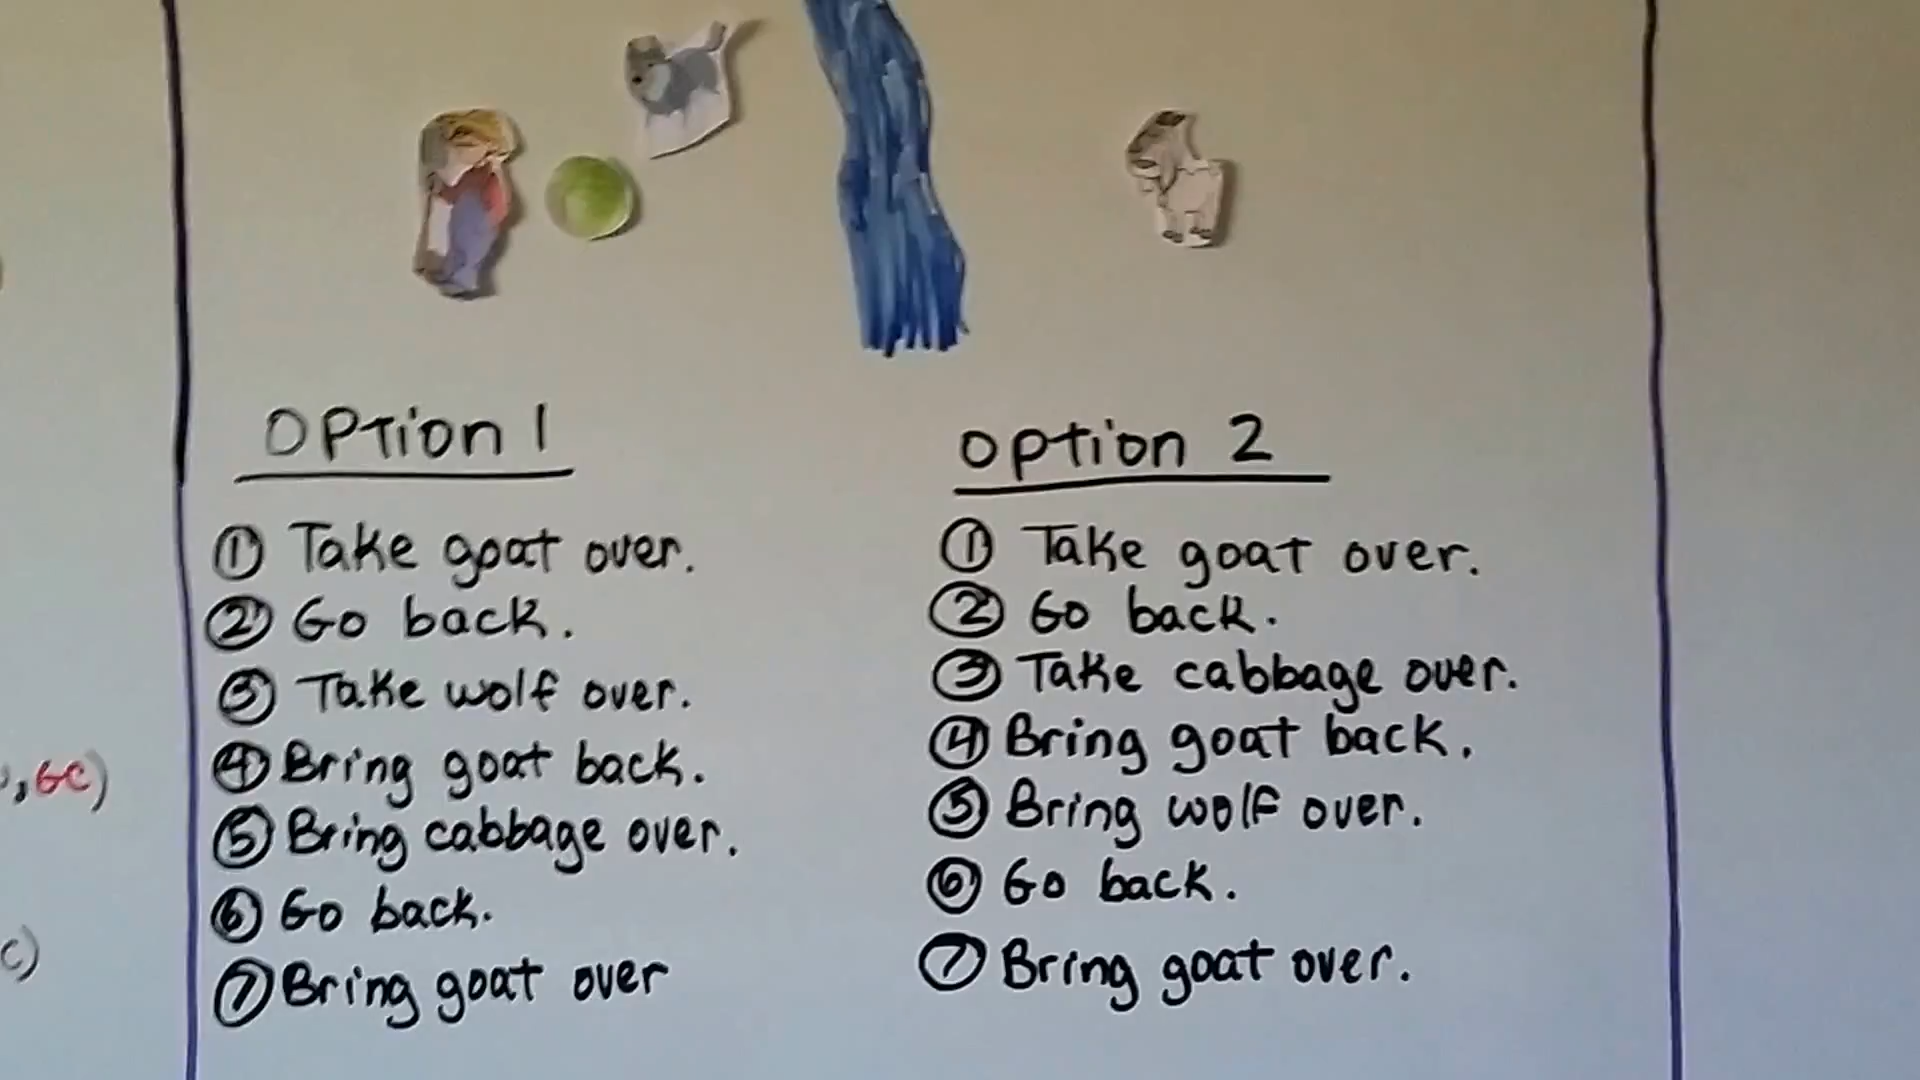 Option 1
① Take goat over.
② Go back.
③ Take wolf over.
④ Bring goat back.
⑤ Bring cabbage over.
⑥ Go back.
⑦ Bring goat over
Option 2
① Take goat over.
② Go back.
③ Take cabbage over.
④ Bring goat back.
⑤ Bring wolf over.
⑥ Go back.
⑦ Bring goat over.
,GC)
C)